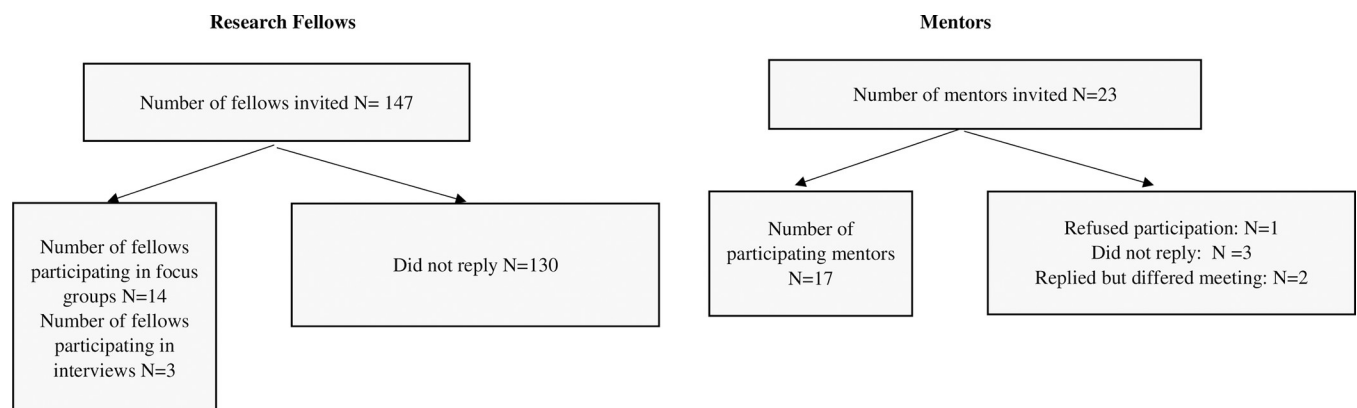 Research Fellows
Number of fellows invited N= 147
Number of fellows
participating in focus
groups N=14
Number of fellows
participating in
interviews N=3
Did not reply N=130
Mentors
Number of mentors invited N=23
Number of
participating mentors
N=17
Refused participation: N=1
Did not reply: N =3
Replied but differed meeting: N=2